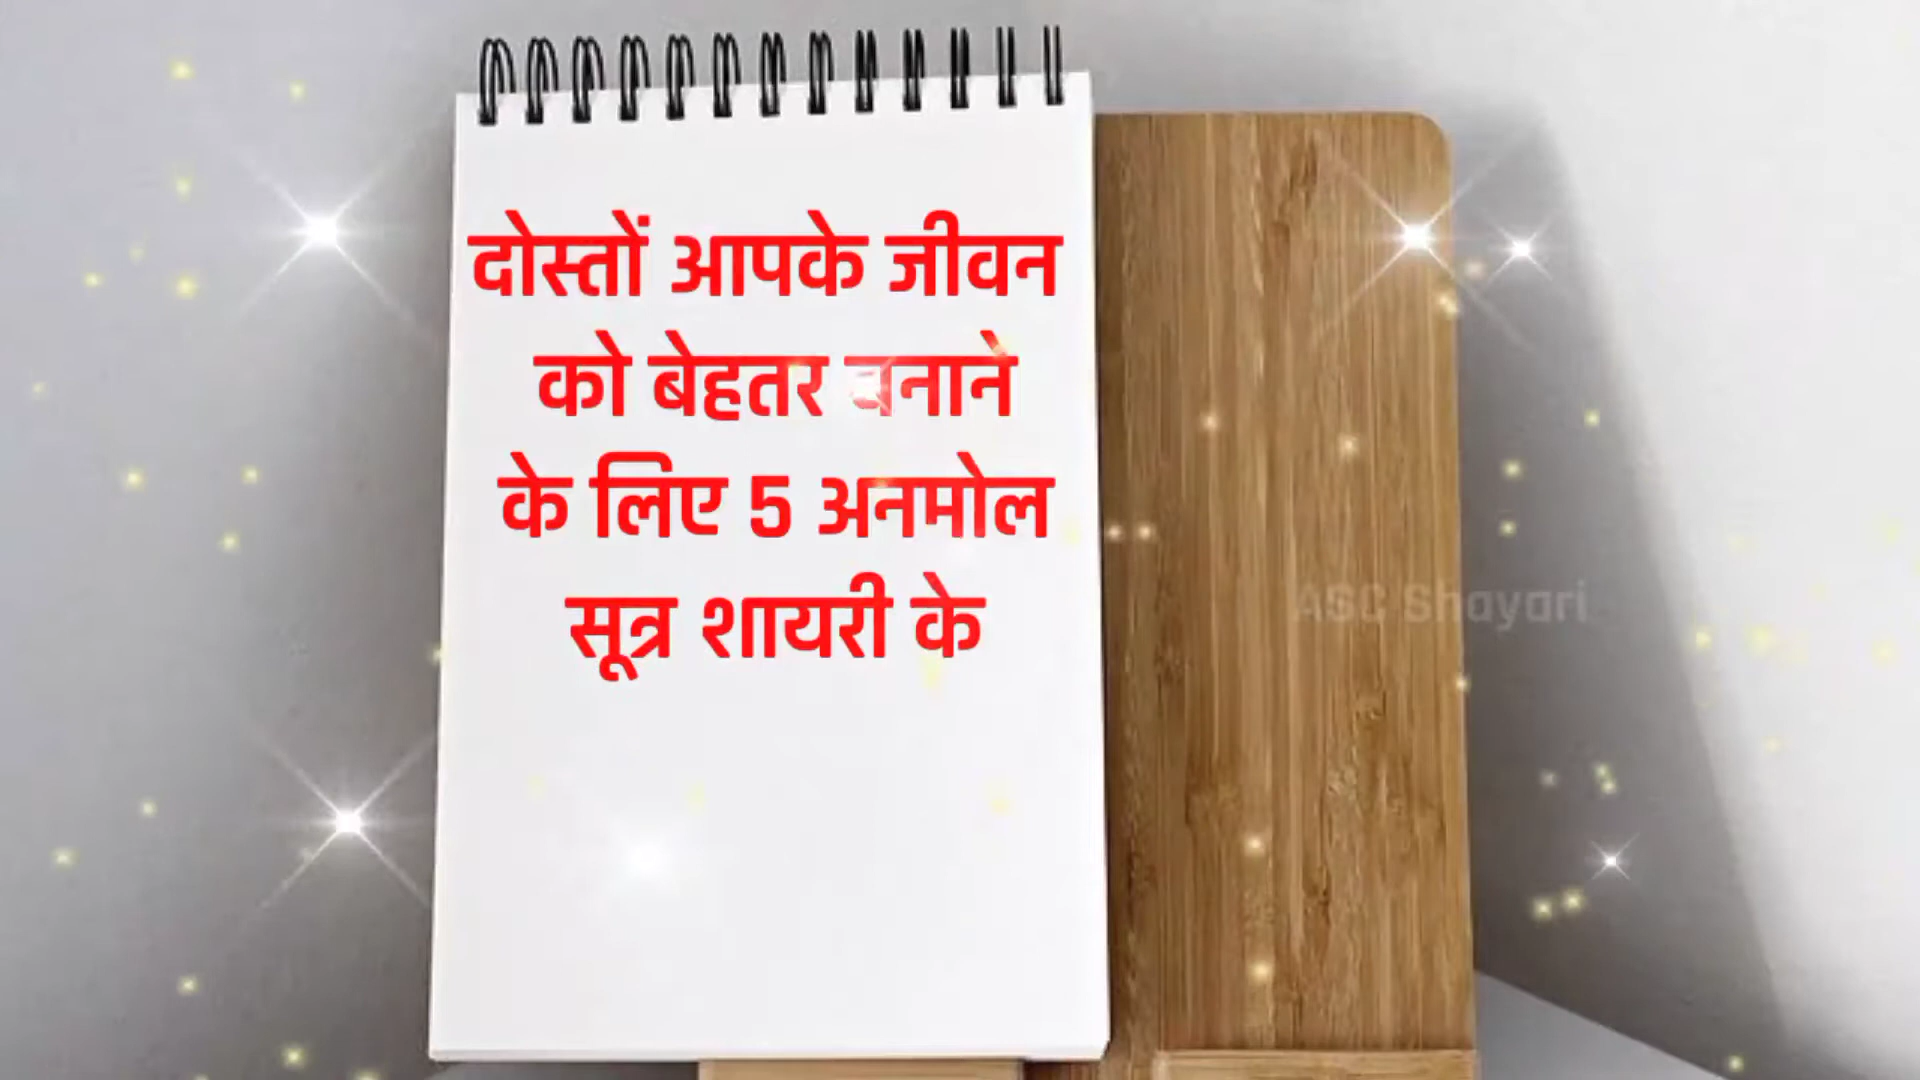 दोस्तों आपके जीवन
को बेहतर बनाने
के लिए 5 अनमोल
सूत्र शायरी के
ASC Shayari